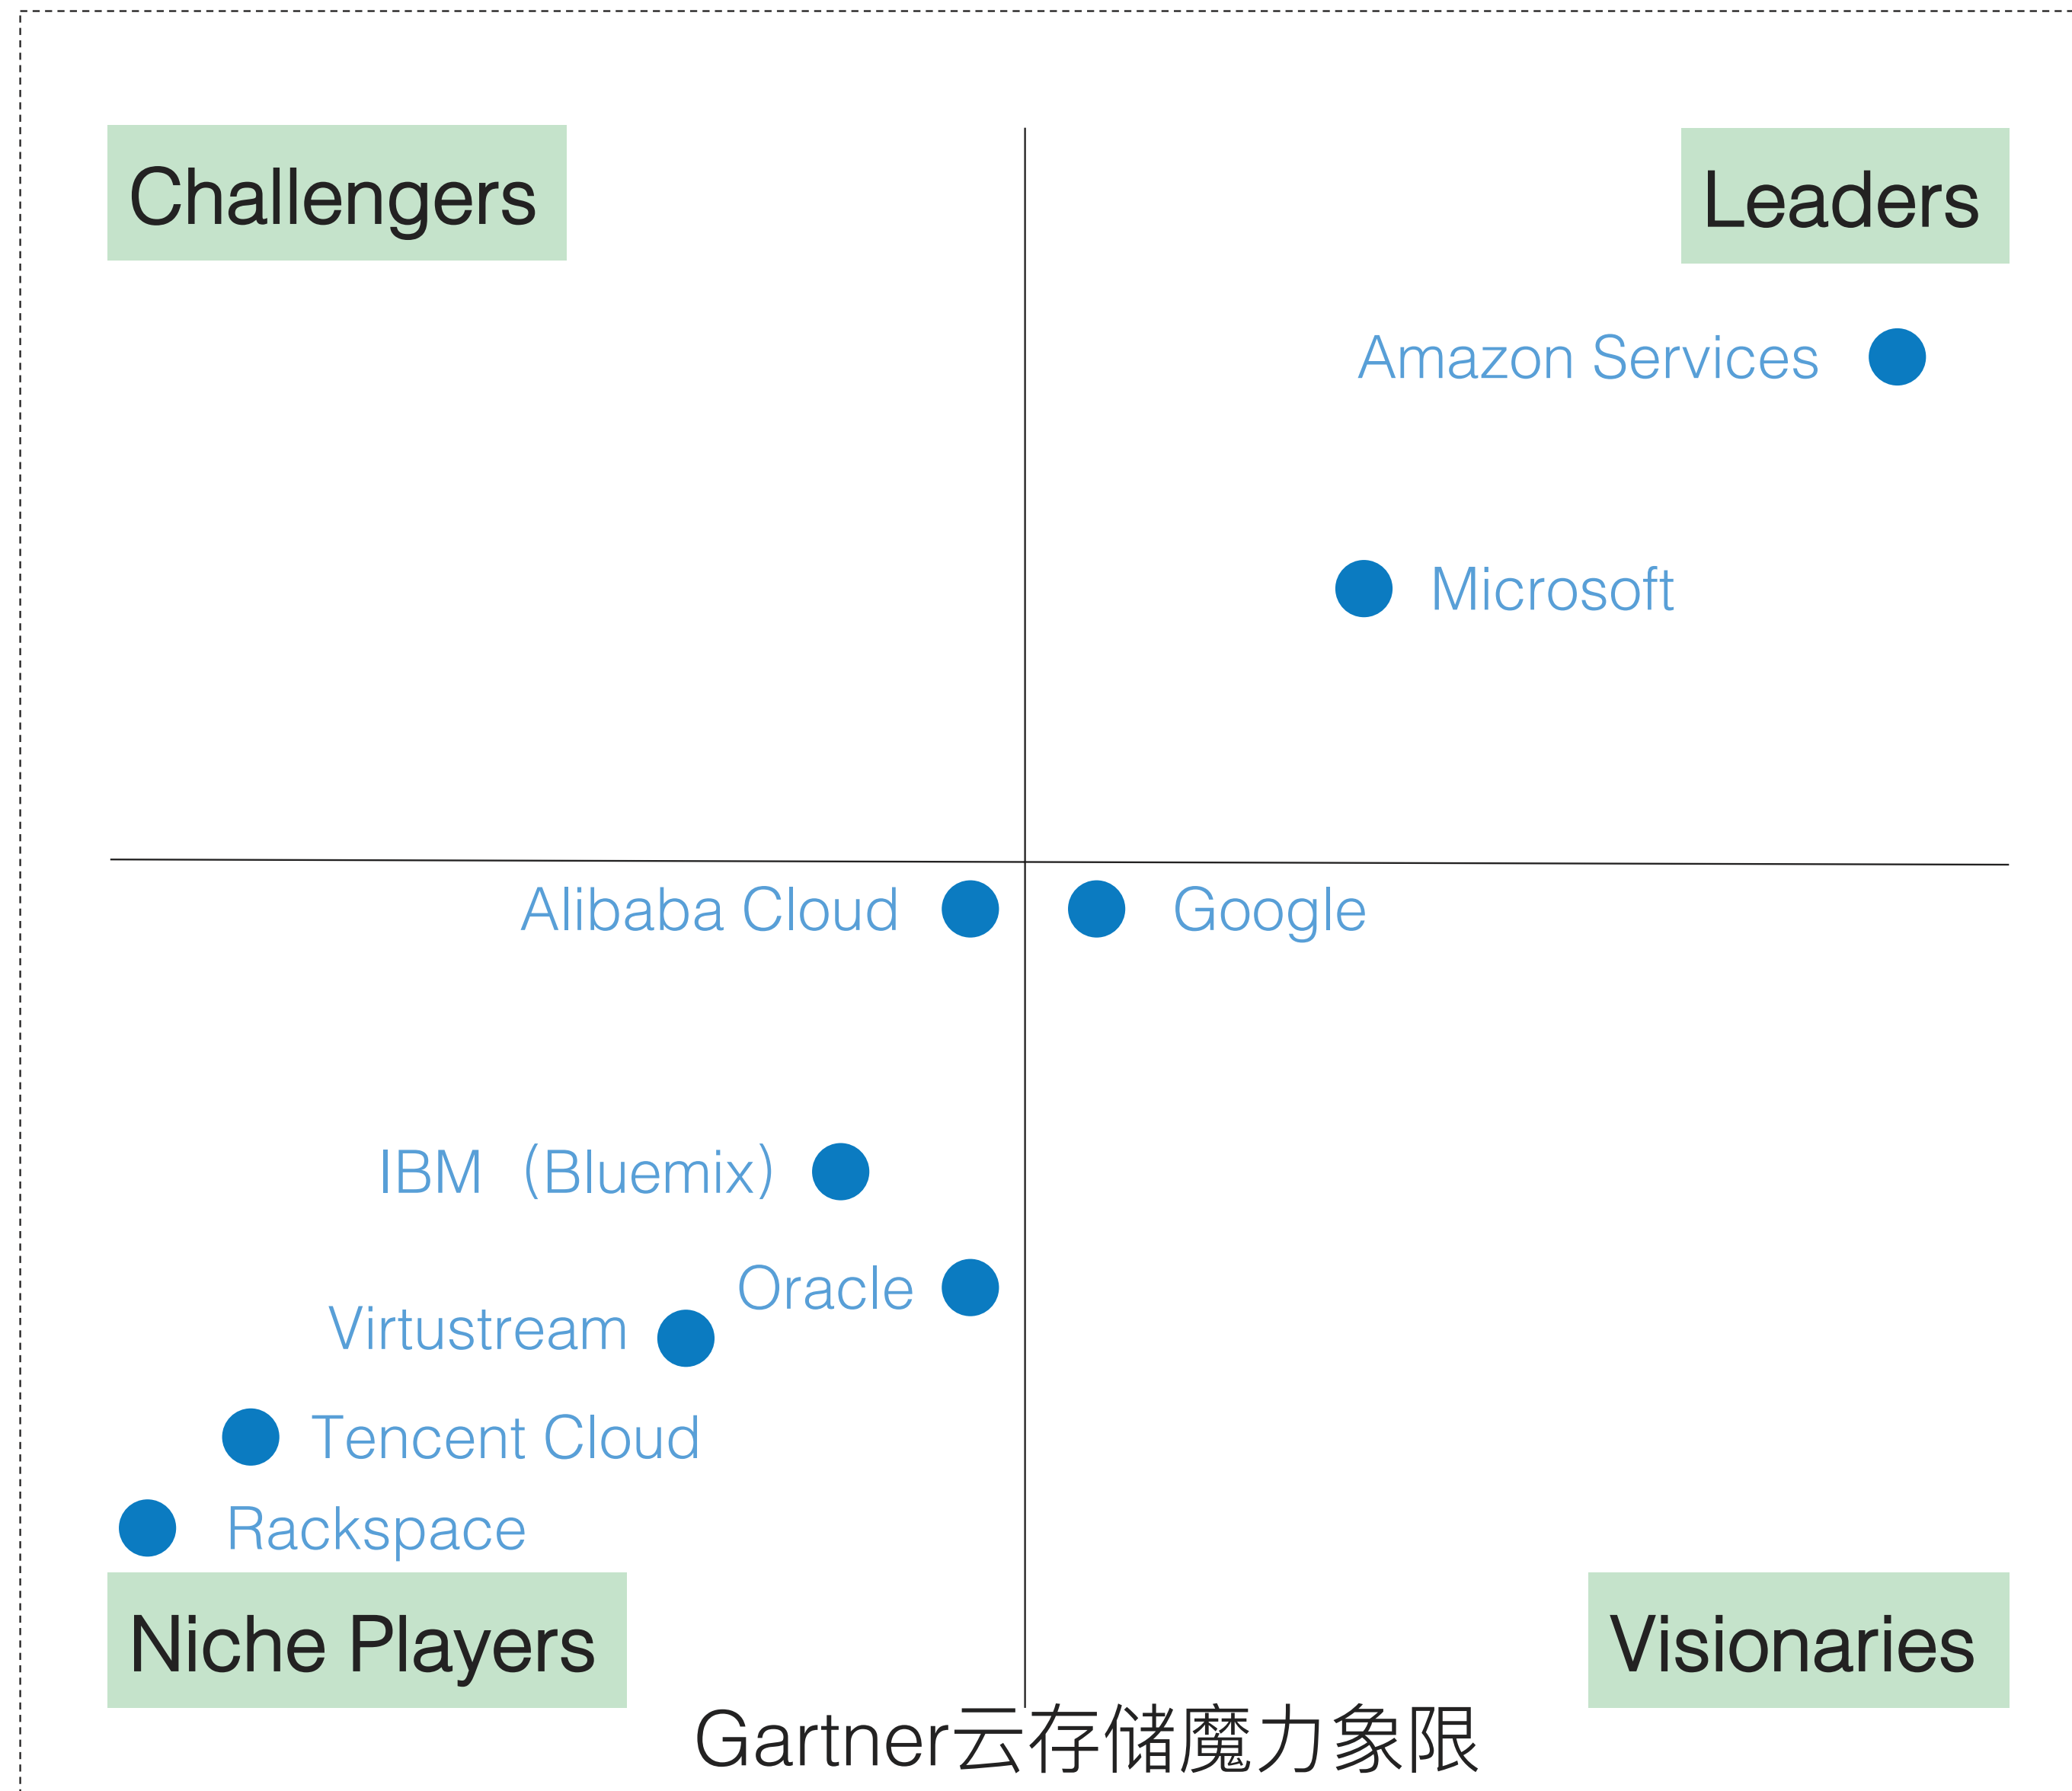 Challengers
Leaders
Amazon Services
Microsoft
Alibaba Cloud
Google
IBM（Bluemix)
Oracle
Virtustream
Tencent Cloud
Rackspace
Niche Players
Visionaries
Gartner云存储魔力象限